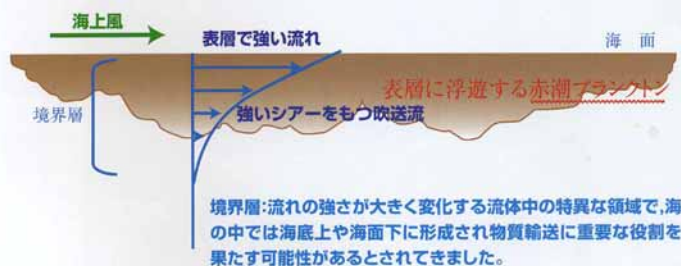 海上風
表層で強い流れ
海 面
表層に浮遊する赤潮プランクトン
境界層
強いシアーをもつ吹送流
境界層:流れの強さが大きく変化する流体中の特異な領域で,海
の中では海底上や海面下に形成され物質輸送に重要な役割を
果たす可能性があるとされてきました。